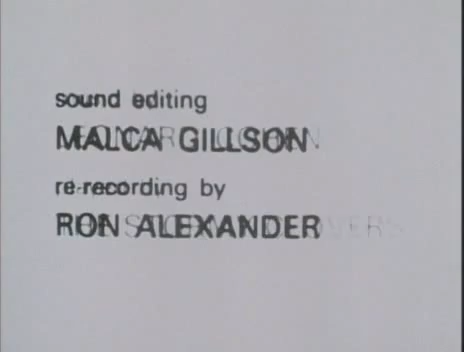 sound editing
MALCA GILLSON
re-recording by
RON ALEXANDER